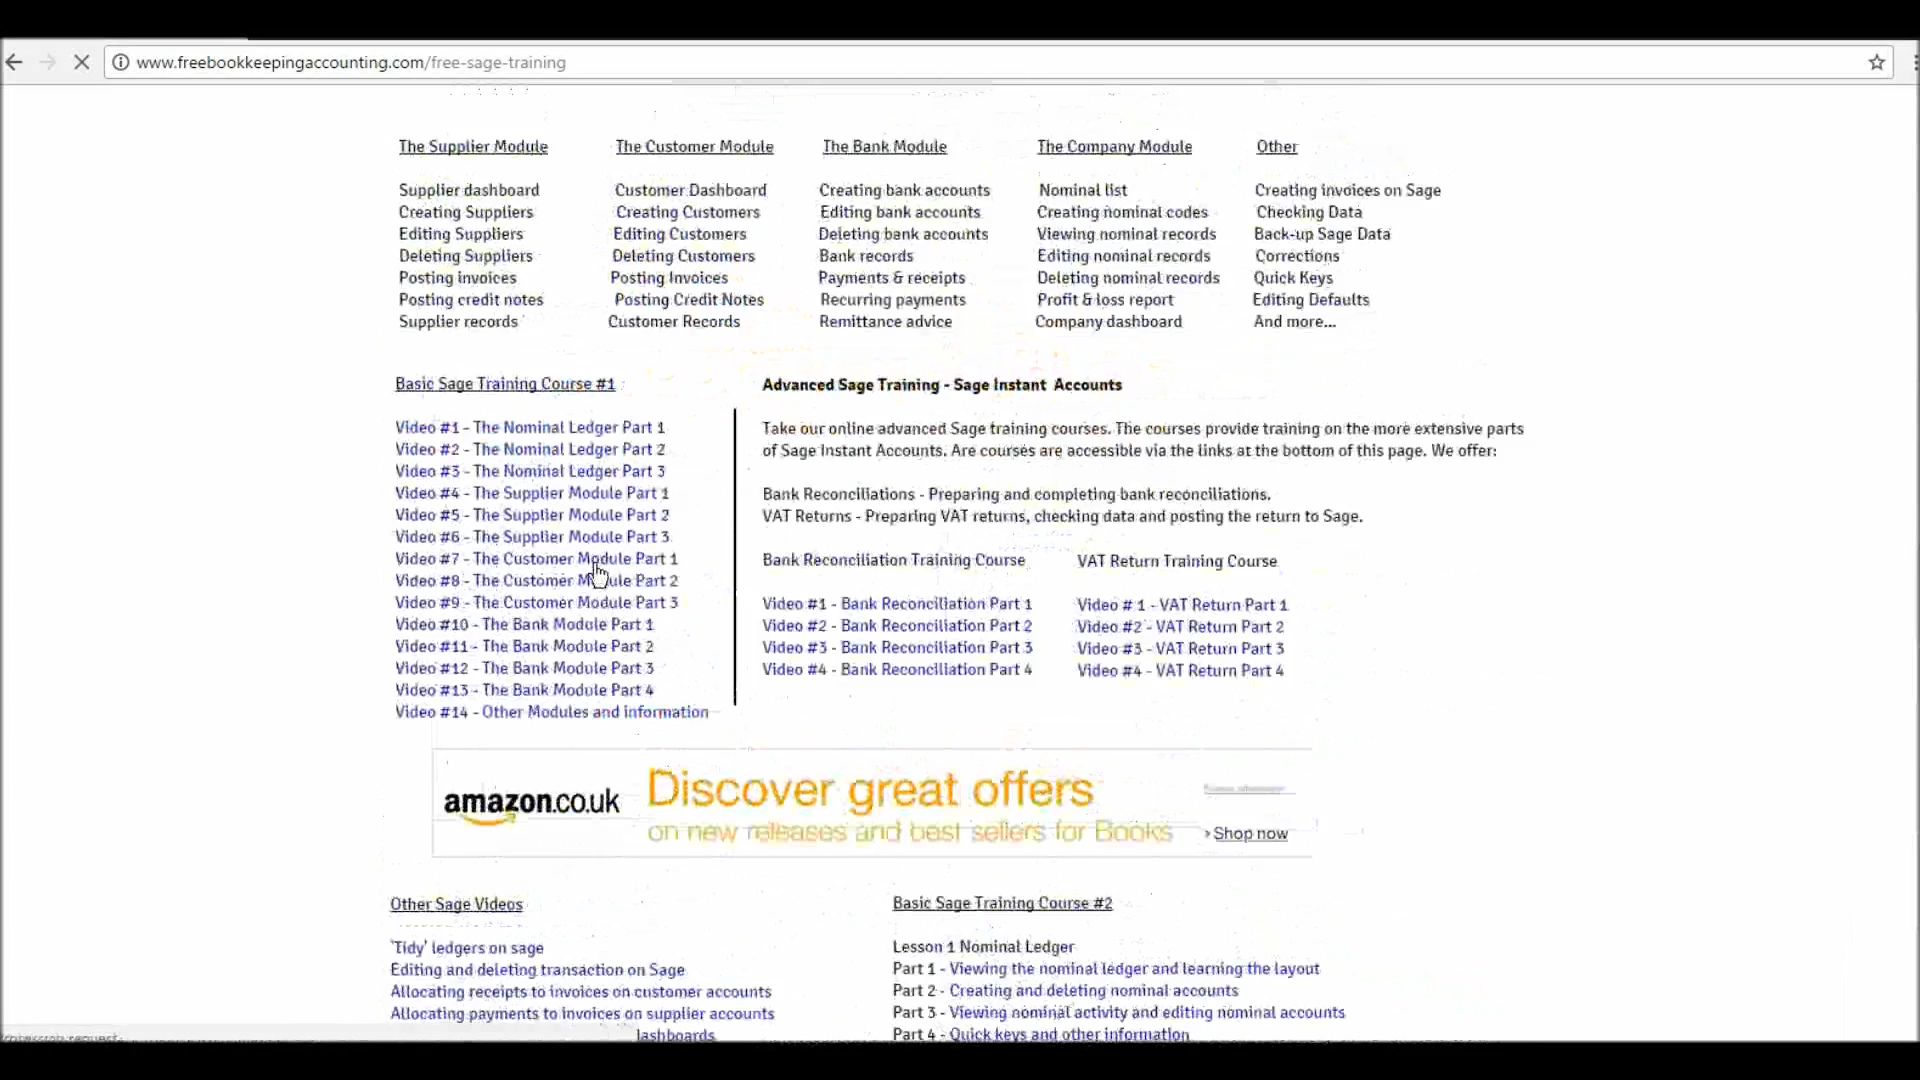 www.freebookkeepingaccounting.com/free-sage-training
The Supplier Module
Supplier dashboard
Creating Suppliers
Editing Suppliers
Deleting Suppliers
Posting invoices
Posting credit notes
Supplier records
The Customer Module
Customer Dashboard
Creating Customers
Editing Customers
Deleting Customers
Posting Invoices
Posting Credit Notes
Customer Records
The Bank Module
Creating bank accounts
Editing bank accounts
Deleting bank accounts
Bank records
Payments & receipts
Recurring payments
Remittance advice
The Company Module
Nominal list
Creating nominal codes
Viewing nominal records
Editing nominal records
Deleting nominal records
Profit & loss report
Company dashboard
Other
Creating invoices on Sage
Checking Data
Back-up Sage Data
Corrections
Quick Keys
Editing Defaults
And more...
Basic Sage Training Course #1
Video #1 - The Nominal Ledger Part 1
Video #2 - The Nominal Ledger Part 2
Video #3 - The Nominal Ledger Part 3
Video #4 - The Supplier Module Part 1
Video #5 - The Supplier Module Part 2
Video #6 - The Supplier Module Part 3
Video #7 - The Customer Module Part 1
Video #8 - The Customer Module Part 2
Video #9 - The Customer Module Part 3
Video #10 - The Bank Module Part 1
Video #11 - The Bank Module Part 2
Video #12 - The Bank Module Part 3
Video #13 - The Bank Module Part 4
Video #14 - Other Modules and information
Advanced Sage Training - Sage Instant Accounts
Take our online advanced Sage training courses. The courses provide training on the more extensive parts
of Sage Instant Accounts. Are courses are accessible via the links at the bottom of this page. We offer:
Bank Reconciliations - Preparing and completing bank reconciliations.
VAT Returns - Preparing VAT returns, checking data and posting the return to Sage.
Bank Reconciliation Training Course
Video #1 - Bank Reconciliation Part 1
Video #2 - Bank Reconciliation Part 2
Video #3 - Bank Reconciliation Part 3
Video #4 - Bank Reconciliation Part 4
VAT Return Training Course
Video # 1 - VAT Return Part 1
Video #2 - VAT Return Part 2
Video #3 - VAT Return Part 3
Video #4 - VAT Return Part 4
amazon.co.uk
Discover great offers
on new releases and best sellers for Books
› Shop now
Other Sage Videos
'Tidy' ledgers on sage
Editing and deleting transaction on Sage
Allocating receipts to invoices on customer accounts
Allocating payments to invoices on supplier accounts
lashboards
Basic Sage Training Course #2
Lesson 1 Nominal Ledger
Part 1 - Viewing the nominal ledger and learning the layout
Part 2 - Creating and deleting nominal accounts
Part 3 - Viewing nominal activity and editing nominal accounts
Part 4 - Quick keys and other information